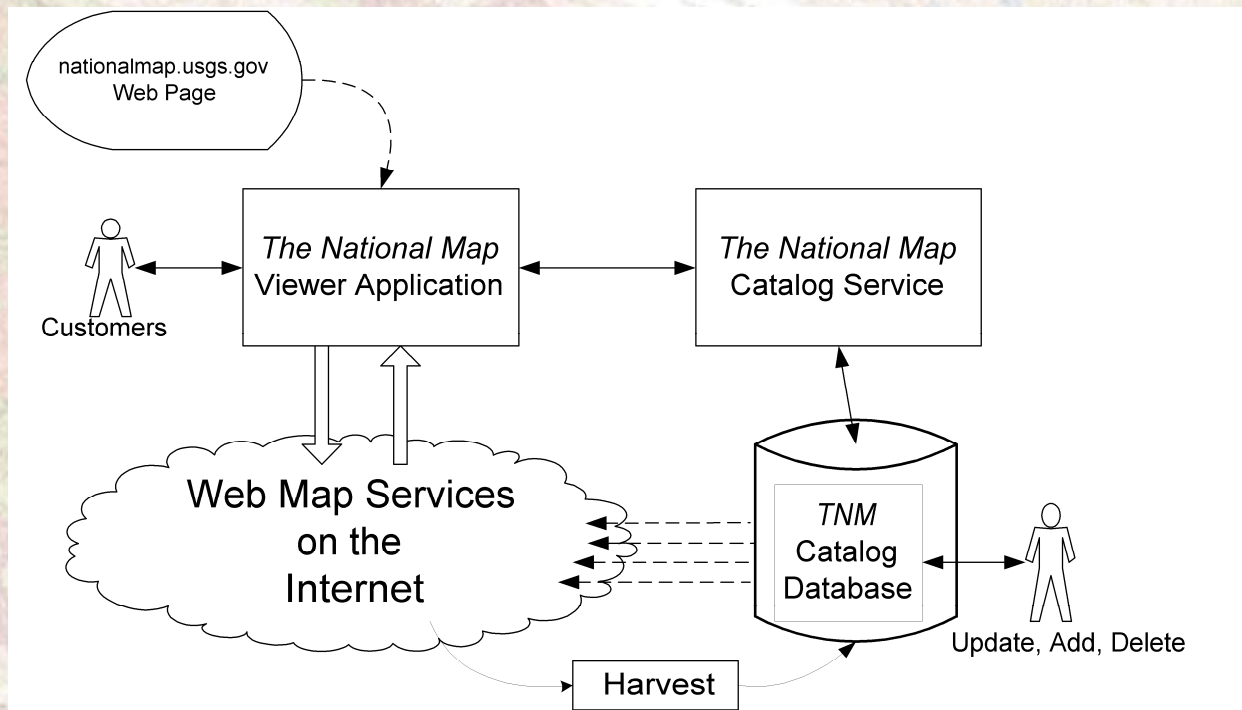 nationalmap.usgs.gov
Web Page
The National Map
Viewer Application
The National Map
Catalog Service
Customers
Web Map Services
on the
Internet
TNM
Catalog
Database
Update, Add, Delete
Harvest